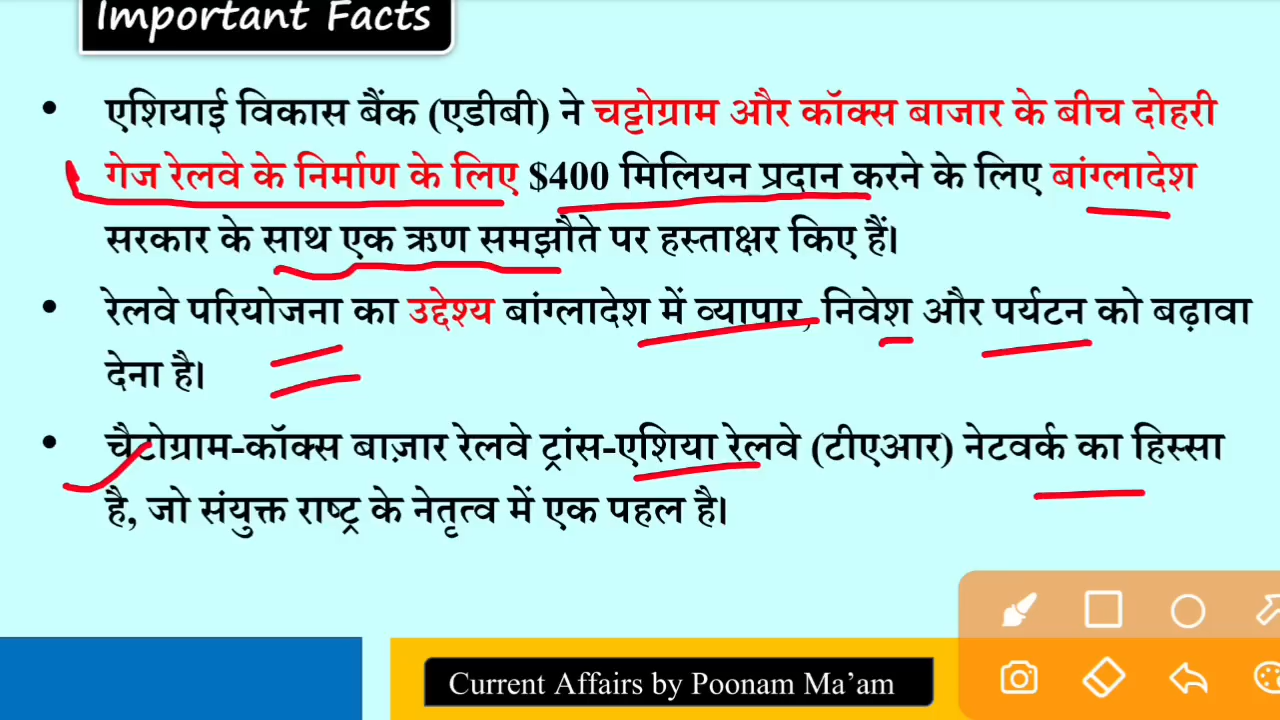 Important Facts
• एशियाई विकास बैंक (एडीबी) ने चट्टोग्राम और कॉक्स बाजार के बीच दोहरी
गेज रेलवे के निर्माण के लिए $400 मिलियन प्रदान करने के लिए बांग्लादेश
सरकार के साथ एक ऋण समझौते पर हस्ताक्षर किए हैं।
• रेलवे परियोजना का उद्देश्य बांग्लादेश में व्यापार, निवेश और पर्यटन को बढ़ावा
देना है।
• चैटोग्राम-कॉक्स बाज़ार रेलवे ट्रांस-एशिया रेलवे (टीएआर) नेटवर्क का हिस्सा
है, जो संयुक्त राष्ट्र के नेतृत्व में एक पहल है।
Current Affairs by Poonam Ma’am